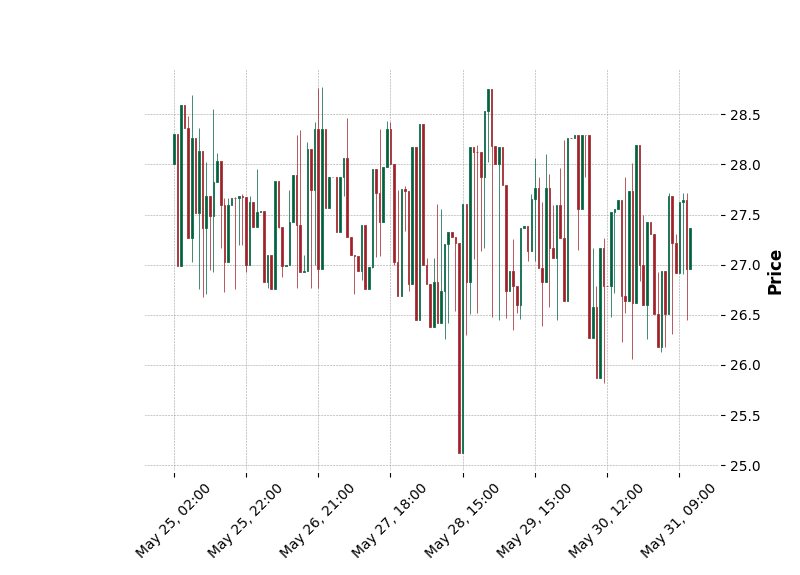 28.5
28.0
27.5
27.0
26.5
26.0
25.5
25.0
Price
May 25, 02:00
May 25, 22:00
May 26, 21:00
May 27, 18:00
May 28, 15:00
May 29, 15:00
May 30, 12:00
May 31, 09:00